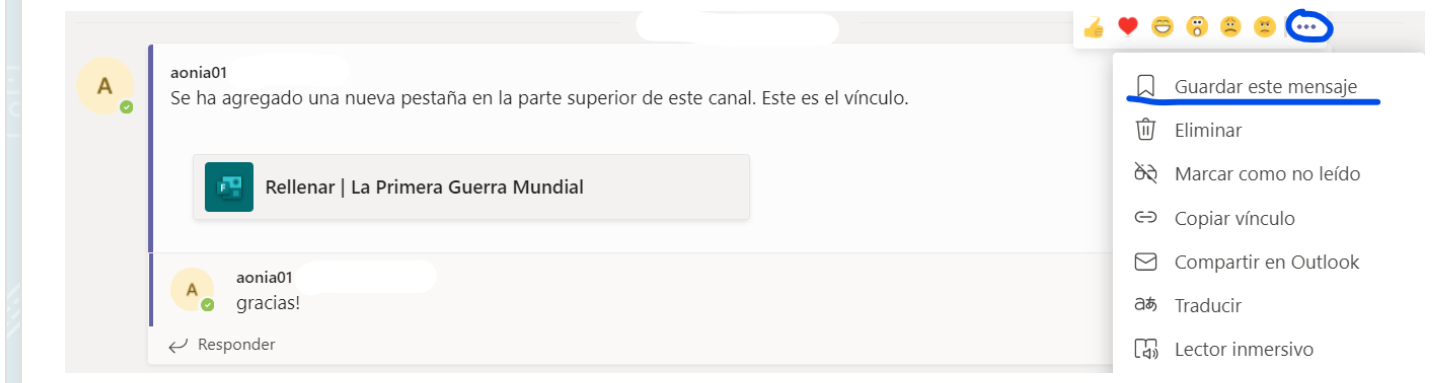 A
aonia01
Se ha agregado una nueva pestaña en la parte superior de este canal. Este es el vínculo.
F
Rellenar | La Primera Guerra Mundial
A
aonia01
gracias!
Responder
Guardar este mensaje
Eliminar
Marcar como no leído
Copiar vínculo
Compartir en Outlook
aあ Traducir
Lector inmersivo